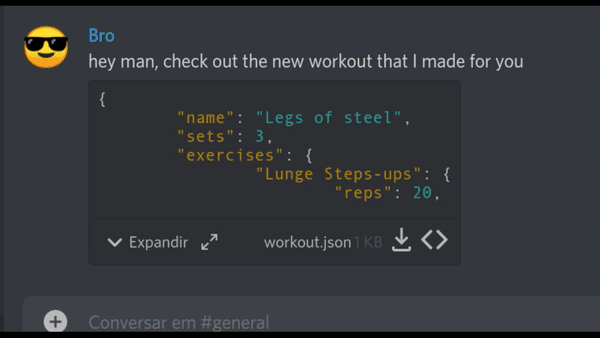 Bro
hey man, check out the new workout that I made for you
{
"name": "Legs of steel",
"sets": 3,
"exercises": {
"Lunge Steps-ups": {
"reps": 20,
Expandir workout.json 1 KB
Conversar em #general